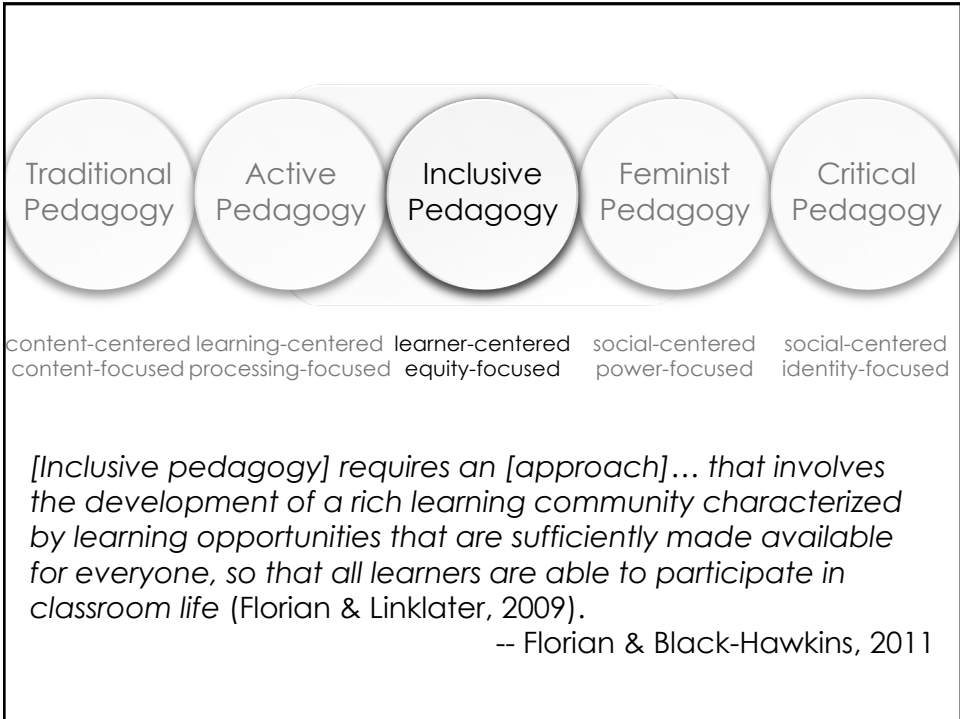 Traditional Pedagogy
Active Pedagogy
Inclusive Pedagogy
Feminist Pedagogy
Critical Pedagogy
content-centered
content-focused
learning-centered
processing-focused
learner-centered
equity-focused
social-centered
power-focused
social-centered
identity-focused
[Inclusive pedagogy] requires an [approach]… that involves
the development of a rich learning community characterized
by learning opportunities that are sufficiently made available
for everyone, so that all learners are able to participate in
classroom life (Florian & Linklater, 2009).
-- Florian & Black-Hawkins, 2011